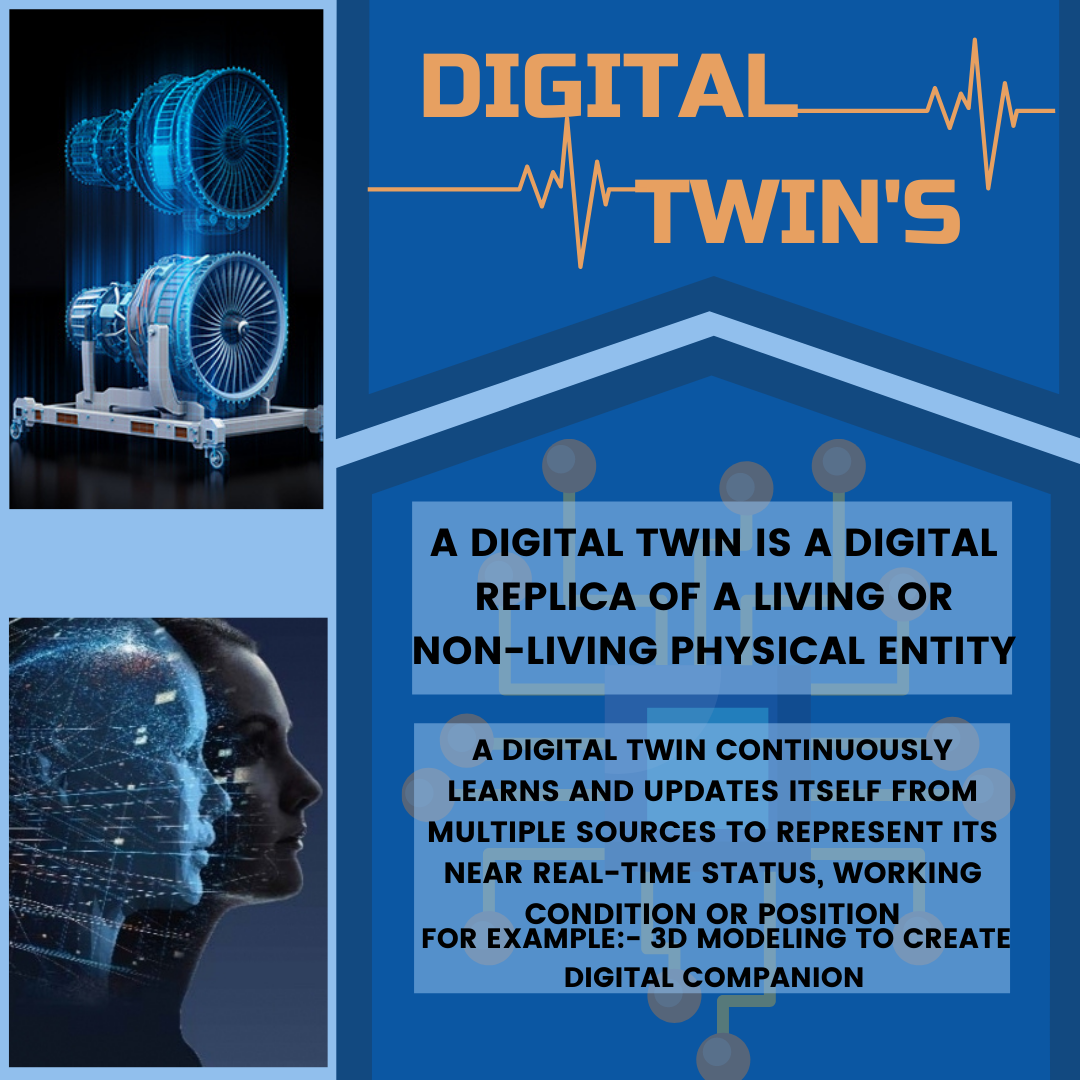 DIGITAL
TWIN'S
A DIGITAL TWIN IS A DIGITAL
REPLICA OF A LIVING OR
NON-LIVING PHYSICAL ENTITY
A DIGITAL TWIN CONTINUOUSLY
LEARNS AND UPDATES ITSELF FROM
MULTIPLE SOURCES TO REPRESENT ITS
NEAR REAL-TIME STATUS, WORKING
CONDITION OR POSITION
FOR EXAMPLE:- 3D MODELING TO CREATE
DIGITAL COMPANION